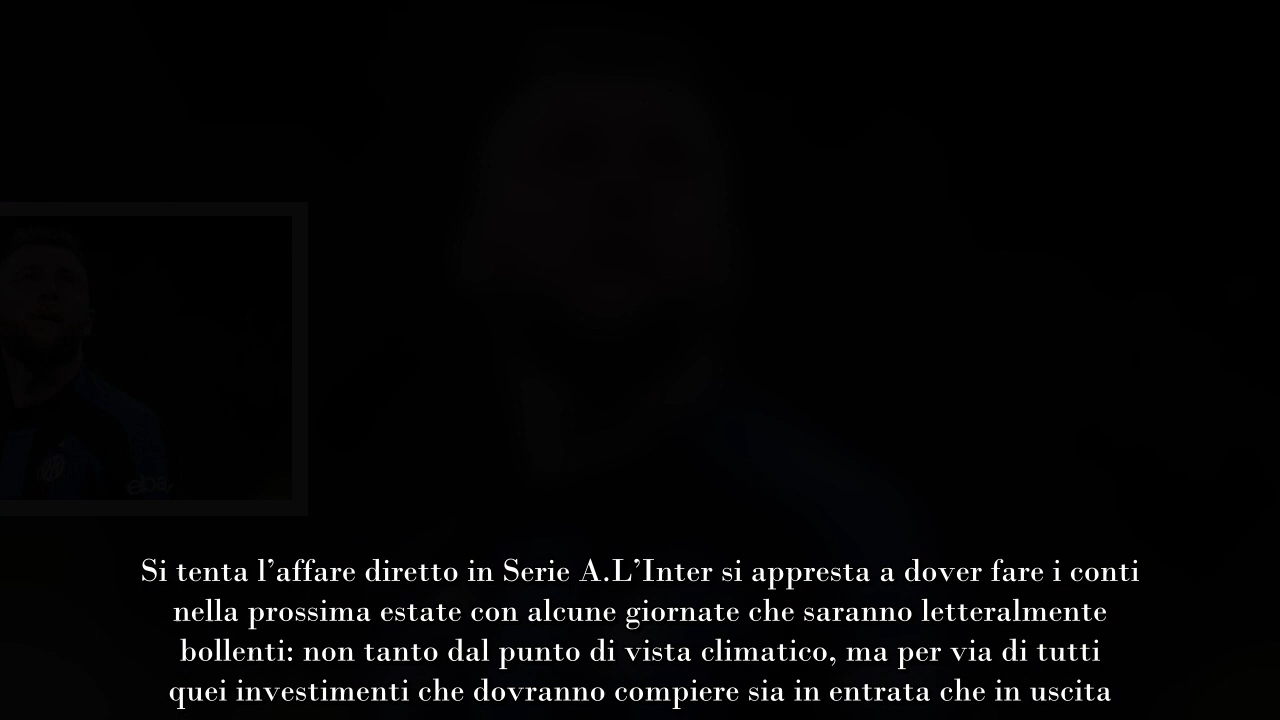 Si tenta l'affare diretto in Serie A.L'Inter si appresta a dover fare i conti
nella prossima estate con alcune giornate che saranno letteralmente
bollenti: non tanto dal punto di vista climatico, ma per via di tutti
quei investimenti che dovranno compiere sia in entrata che in uscita